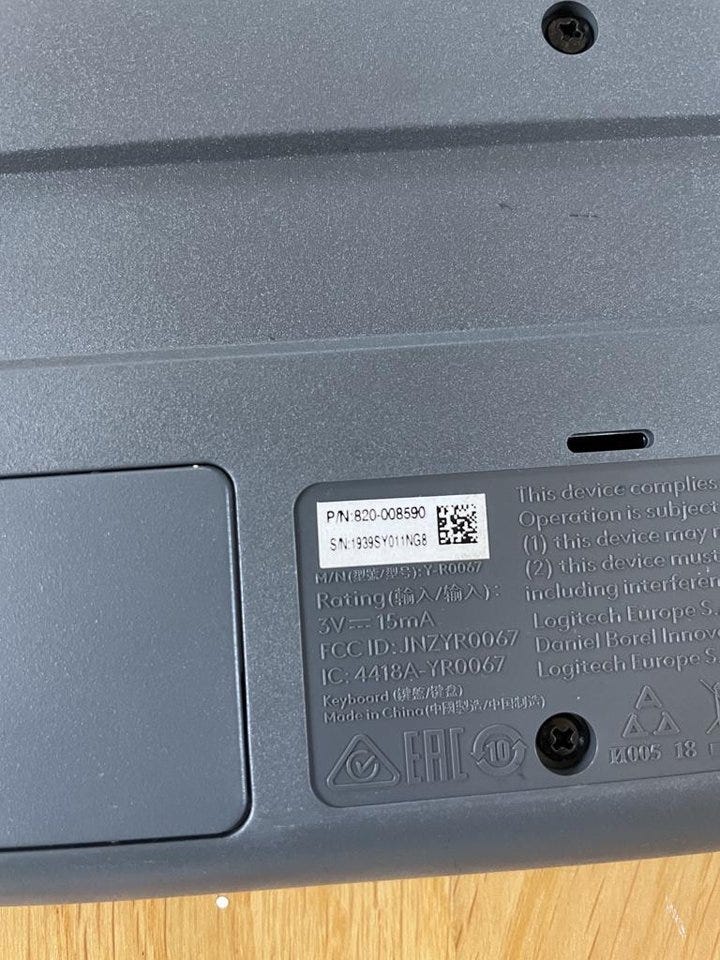 P/N:820-008590
S/N:1939SY011NG8
M/N(型號/型号):Y-R0067
Rating(輸入/输入):
3V⎓15mA
FCC ID: JNZYR0067
IC: 4418A-YR0067
Keyboard (鍵盤/键盘)
Made in China(中國製造/中国制造)
EAC
10
This device complies
Operation is subject
(1) this device may
(2) this device must
including interferen
Logitech Europe S.
Daniel Borel Innov
Logitech Europe S
И005 18